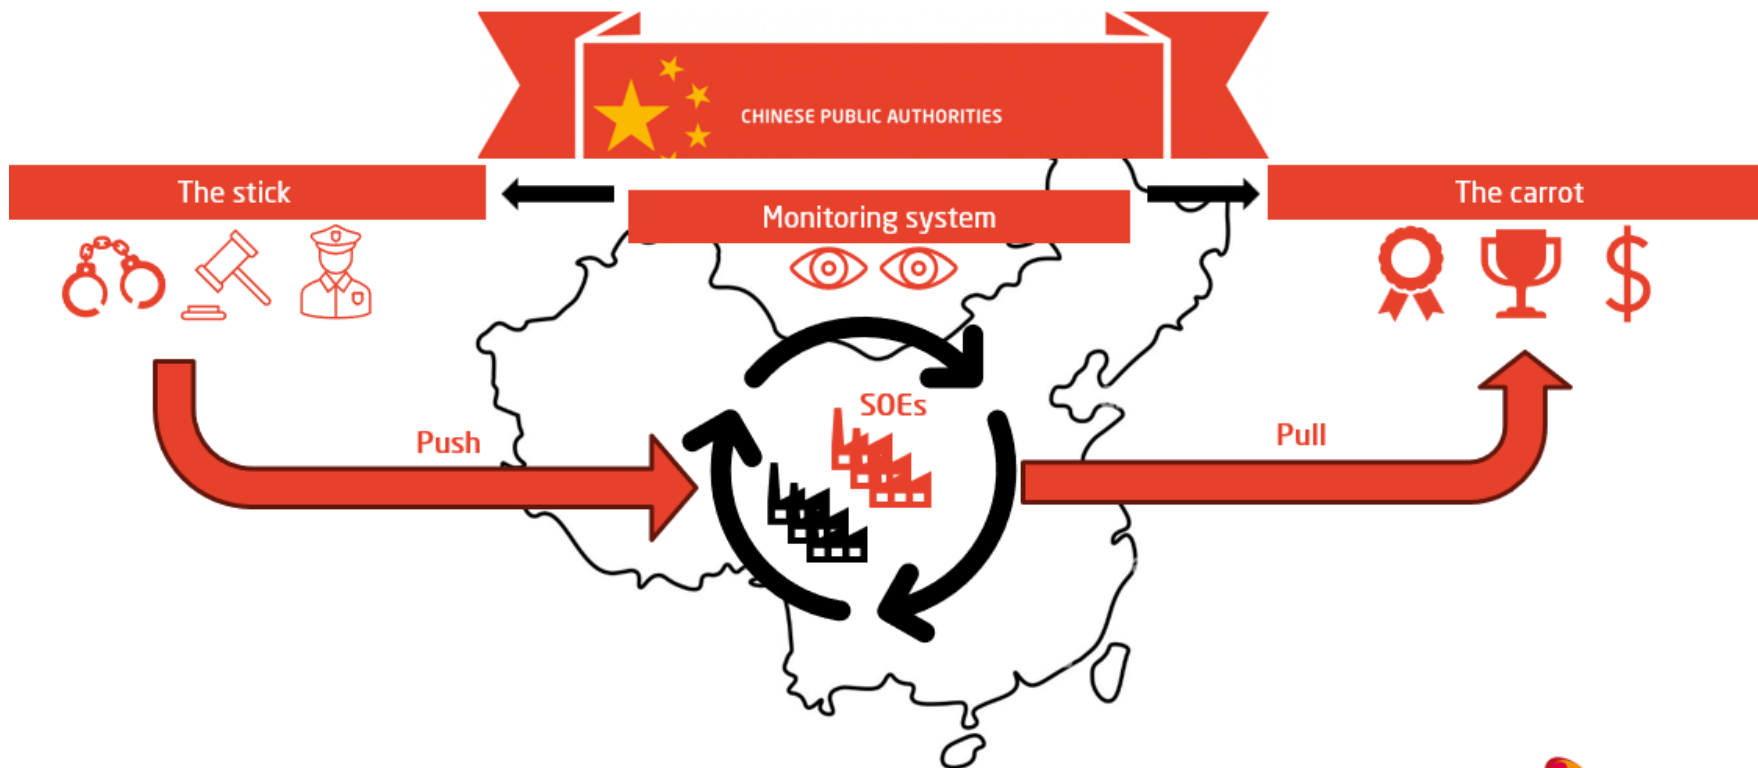 CHINESE PUBLIC AUTHORITIES
The stick
Monitoring system
The carrot
SOEs
Push
Pull
$